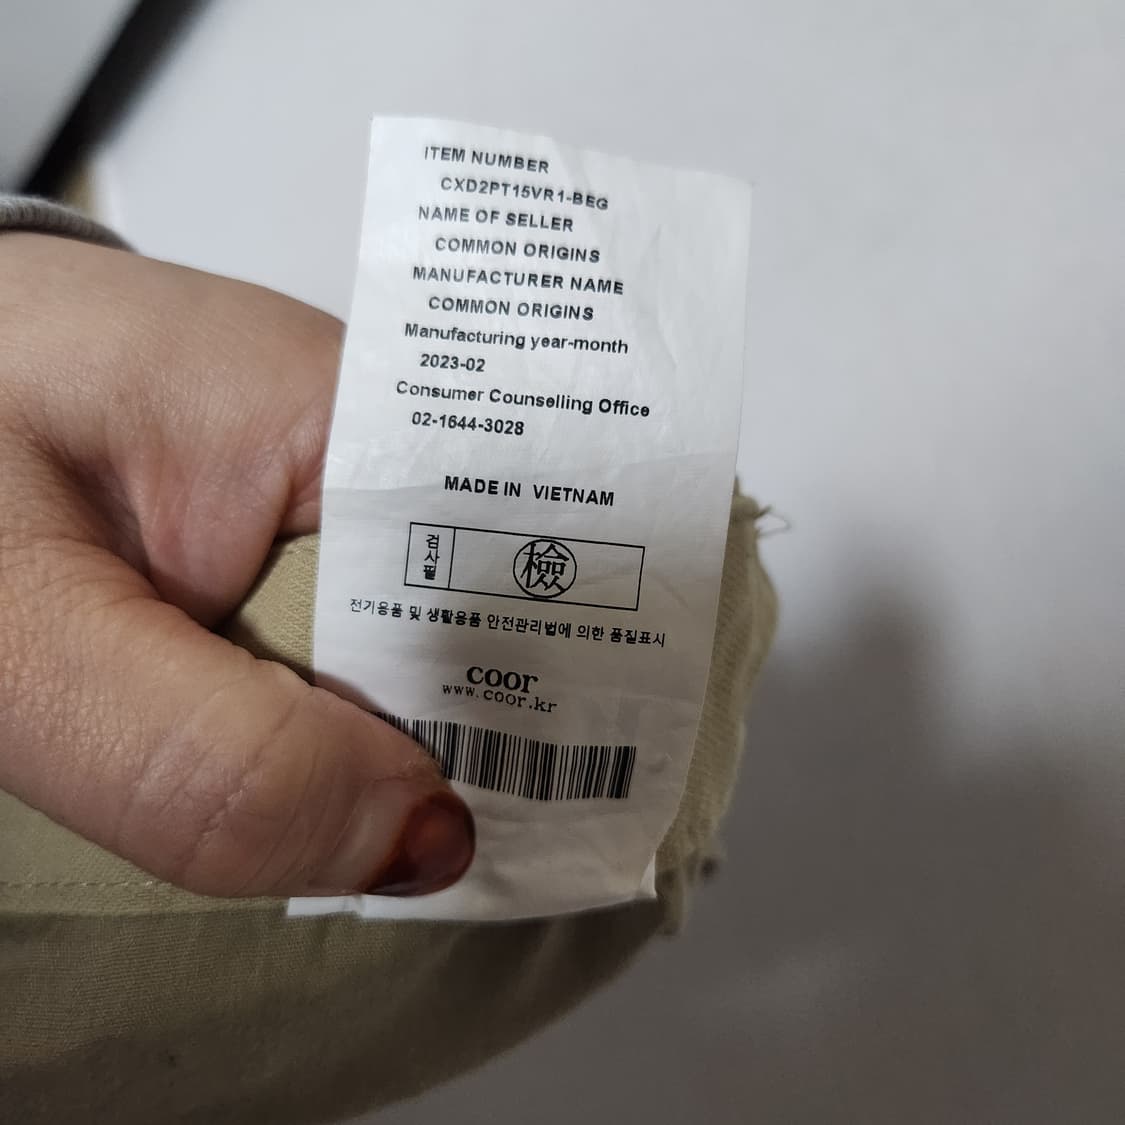 ITEM NUMBER
CXD2PT15VR1-BEG
NAME OF SELLER
COMMON ORIGINS
MANUFACTURER NAME
COMMON ORIGINS
Manufacturing year-month
2023-02
Consumer Counselling Office
02-1644-3028
MADE IN VIETNAM
검사필 檢
전기용품 및 생활용품 안전관리법에 의한 품질표시
coor
www.coor.kr